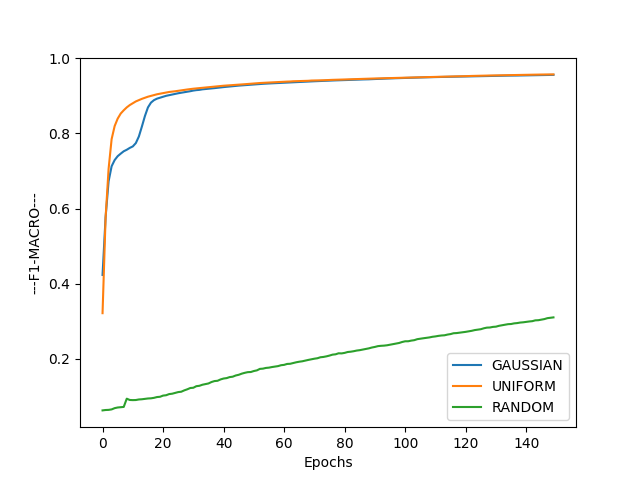 1.0
0.8
0.6
0.4
0.2
---F1-MACRO---
0 20 40 60 80 100 120 140
Epochs
GAUSSIAN
UNIFORM
RANDOM